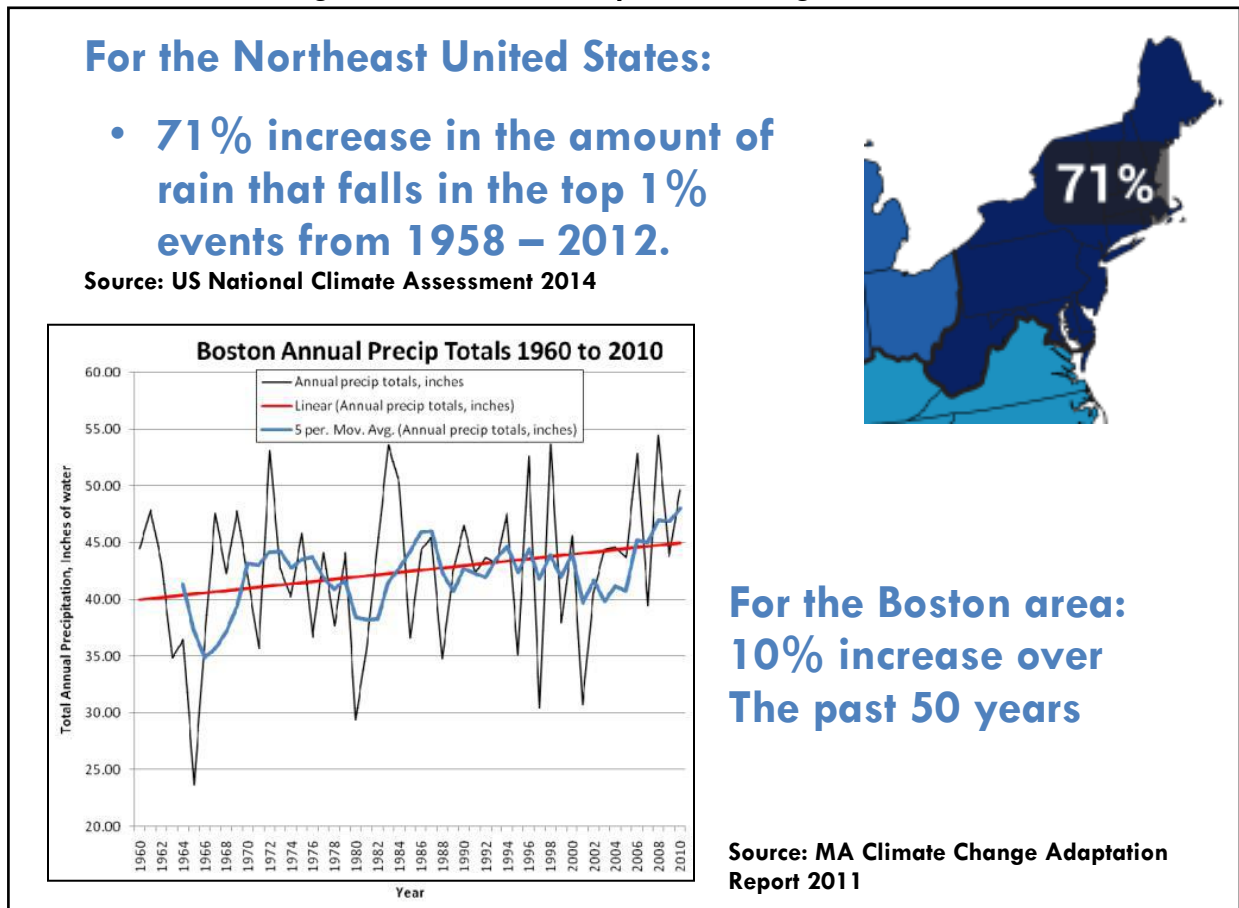 For the Northeast United States:
• 71% increase in the amount of
rain that falls in the top 1%
events from 1958 – 2012.
Source: US National Climate Assessment 2014
71%
Boston Annual Precip Totals 1960 to 2010
Annual precip totals, inches
Linear (Annual precip totals, inches)
5 per. Mov. Avg. (Annual precip totals, inches)
Total Annual Precipitation, Inches of water
60.00
55.00
50.00
45.00
40.00
35.00
30.00
25.00
20.00
1960
1962
1964
1966
1968
1970
1972
1974
1976
1978
1980
1982
1984
1986
1988
1990
1992
1994
1996
1998
2000
2002
2004
2006
2008
2010
Year
For the Boston area:
10% increase over
The past 50 years
Source: MA Climate Change Adaptation
Report 2011